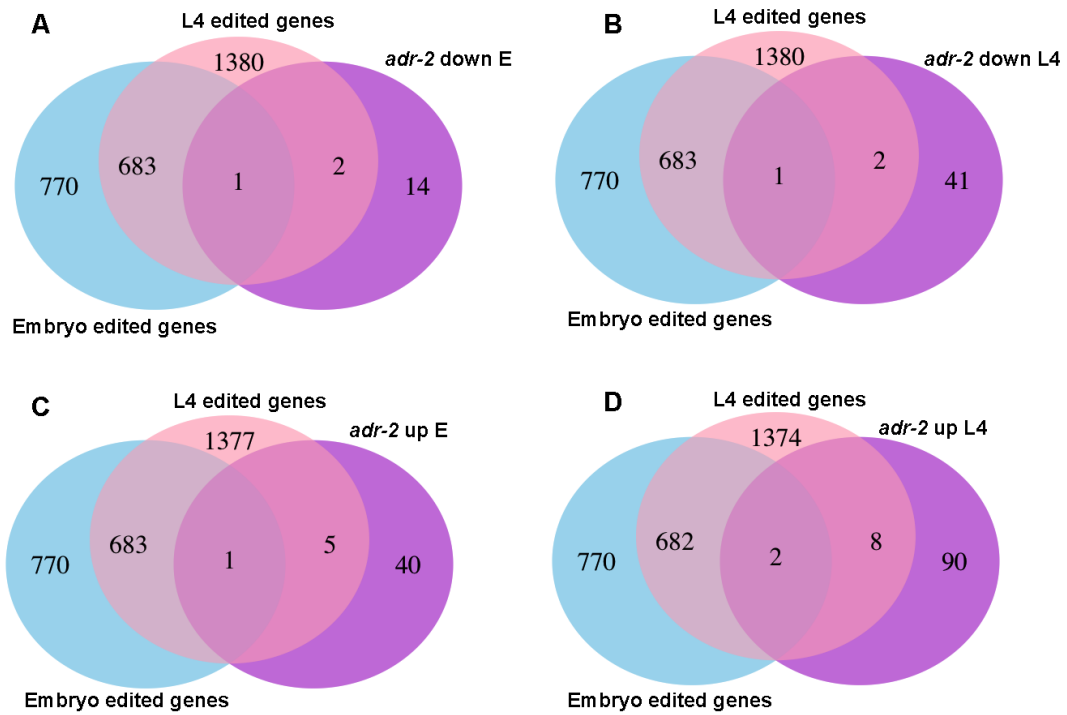 A
L4 edited genes
adr-2 down E
1380
683
770
1
2
14
Embryo edited genes
B
L4 edited genes
adr-2 down L4
1380
683
770
1
2
41
Embryo edited genes
C
L4 edited genes
adr-2 up E
1377
683
770
1
5
40
Embryo edited genes
D
L4 edited genes
adr-2 up L4
1374
682
770
2
8
90
Embryo edited genes